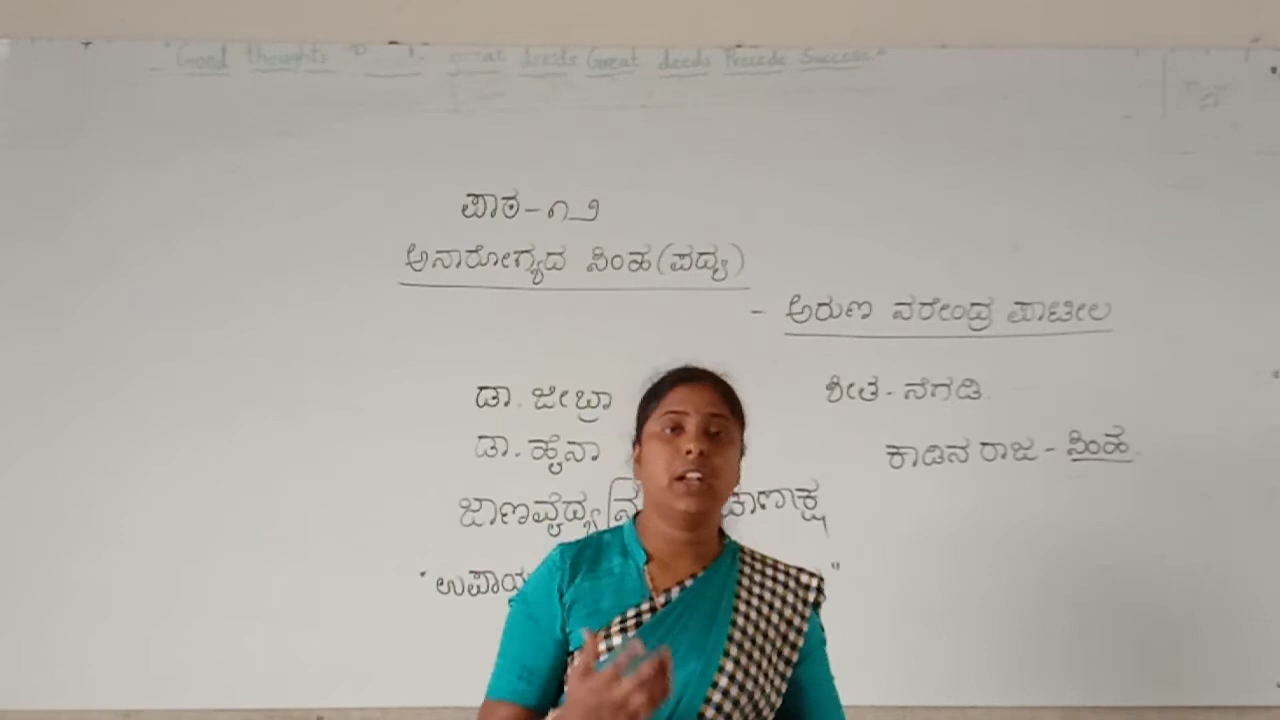 "Good thoughts great deeds Great deeds Precede Success"
ಪಾಠ-೧೨
ಅನಾರೋಗ್ಯದ ಸಿಂಹ(ಪದ್ಯ)
- ಅರುಣ ನರೇಂದ್ರ ಪಾಟೀಲ
ಡಾ. ಜೀಬ್ರಾ
ಶೀತ-ನೆಗಡಿ
ಡಾ. ಹೈನಾ
ಕಾಡಿನ ರಾಜ-ಸಿಂಹ.
ಜಾಣವೈದ್ಯ ಚಾಣಾಕ್ಷ